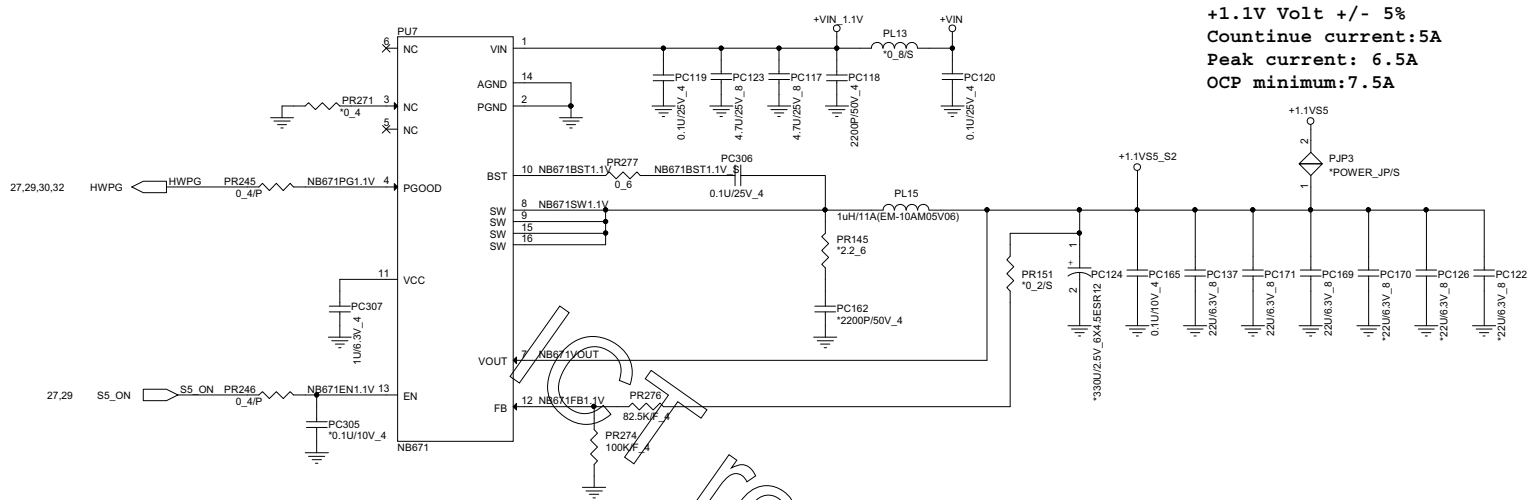 +1.1V Volt +/- 5%
Countinue current:5A
Peak current: 6.5A
OCP minimum:7.5A
PU7
6 NC
PR271
*0_4
3 NC
5 NC
27,29,30,32 HWPG HWPG PR245 NB671PG1.1V 4 PGOOD
0_4/P
11 VCC
PC307
1U/6.3V_4
27,29 S5_ON S5_ON PR246 NB671EN1.1V 13 EN
0_4/P
PC305
*0.1U/10V_4
NB671
VIN 1
AGND 14
PGND 2
BST 10 NB671BST1.1V PR277 NB671BST1.1V_S PC306
0_6
0.1U/25V_4
SW 8 NB671SW1.1V
SW 9
SW 15
SW 16
VOUT 7 NB671VOUT
FB 12 NB671FB1.1V PR276
82.5K/F_4
PR274
100K/F_4
+VIN_1.1V
+VIN
PL13
*0_8/S
PC119
0.1U/25V_4
PC123
4.7U/25V_8
PC117
4.7U/25V_8
PC118
2200P/50V_4
PC120
0.1U/25V_4
PL15
1uH/11A(EM-10AM05V06)
PR145
*2.2_6
PC162
*2200P/50V_4
PR151
*0_2/S
+1.1VS5_S2
+1.1VS5
2
PJP3
*POWER_JP/S
1
+ 1
PC124
2
*330U/2.5V_6X4.5ESR12
PC165
0.1U/10V_4
PC137
22U/6.3V_8
PC171
22U/6.3V_8
PC169
22U/6.3V_8
PC170
*22U/6.3V_8
PC126
*22U/6.3V_8
PC122
*22U/6.3V_8